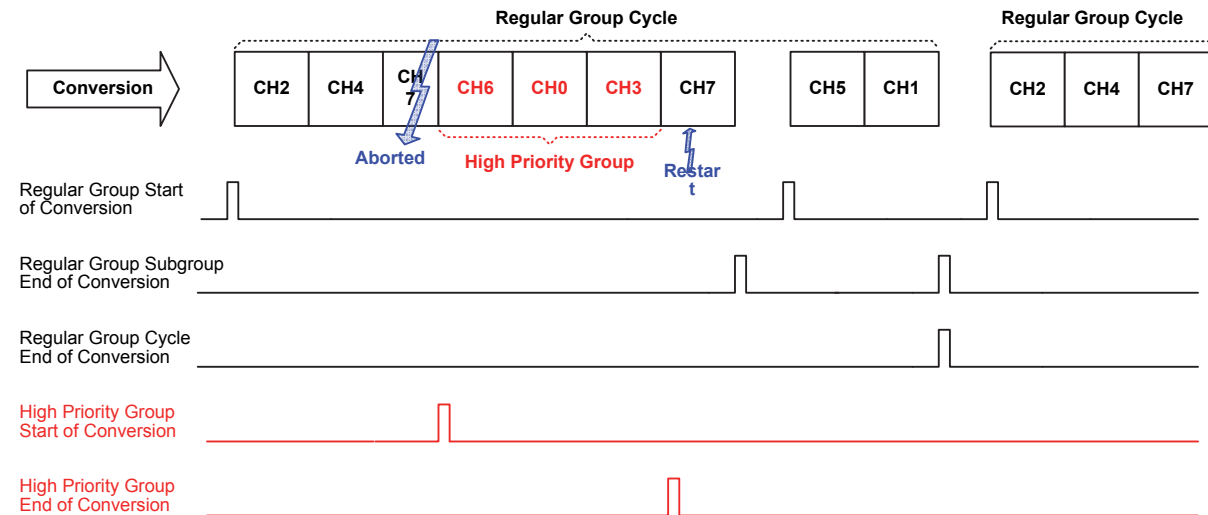 Regular Group Cycle
Regular Group Cycle
Conversion
CH2
CH4
CH
7
CH6
CH0
CH3
CH7
CH5
CH1
CH2
CH4
CH7
Aborted
High Priority Group
Restar
t
Regular Group Start
of Conversion
Regular Group Subgroup
End of Conversion
Regular Group Cycle
End of Conversion
High Priority Group
Start of Conversion
High Priority Group
End of Conversion